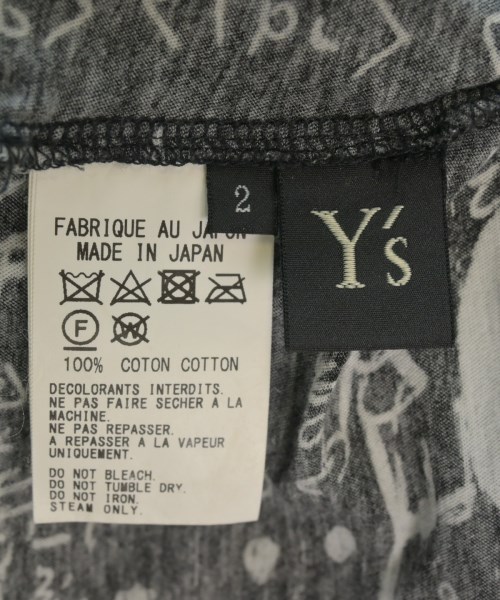 2
Y's
FABRIQUE AU JAPON
MADE IN JAPAN
F
W
100% COTON COTTON
DECOLORANTS INTERDITS.
NE PAS FAIRE SECHER A LA
MACHINE.
NE PAS REPASSER.
A REPASSER A LA VAPEUR
UNIQUEMENT.
DO NOT BLEACH.
DO NOT TUMBLE DRY.
DO NOT IRON.
STEAM ONLY.